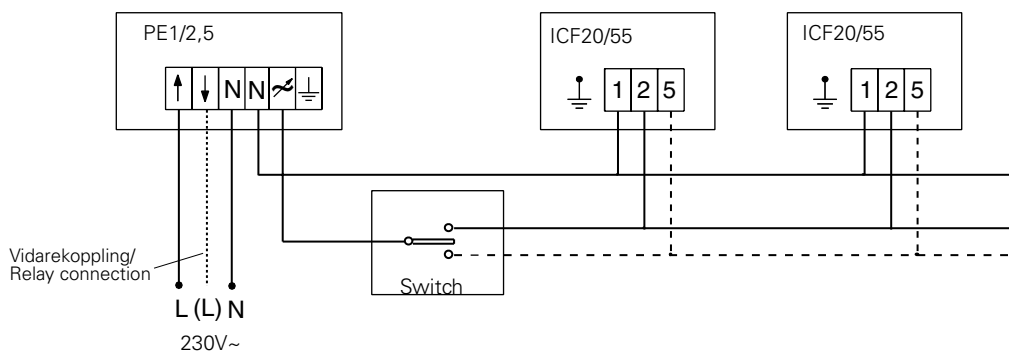 PE1/2,5
ICF20/55
ICF20/55
N N
1 2 5
1 2 5
Vidarekoppling/
Relay connection
Switch
L (L) N
230V~